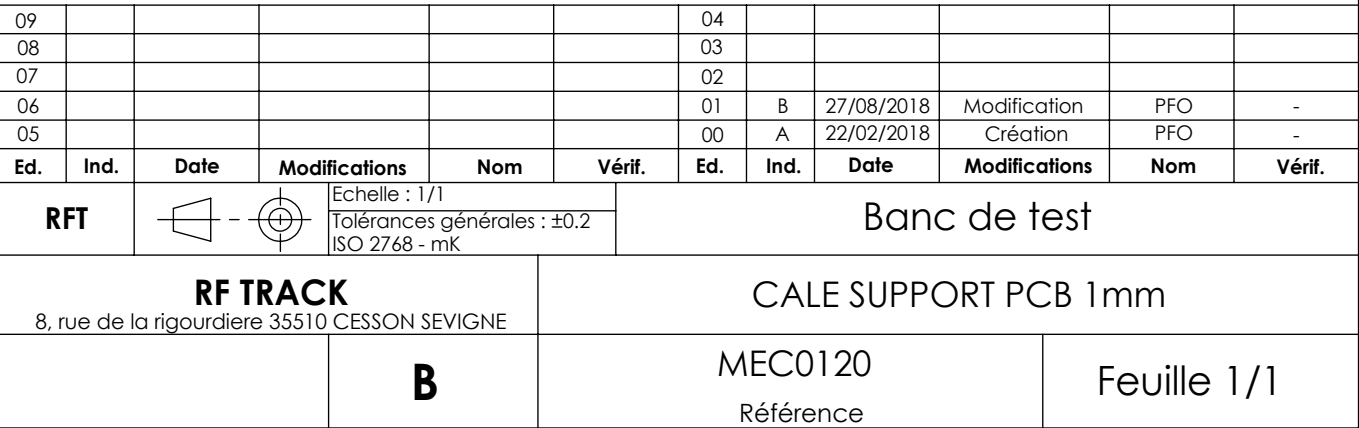 09 04
08 03
07 02
06 01 B 27/08/2018 Modification PFO -
05 00 A 22/02/2018 Création PFO -
Ed. Ind. Date Modifications Nom Vérif. Ed. Ind. Date Modifications Nom Vérif.
RFT
Echelle : 1/1
Tolérances générales : ±0.2
ISO 2768 - mK
Banc de test
RF TRACK
8, rue de la rigourdiere 35510 CESSON SEVIGNE
CALE SUPPORT PCB 1mm
B
MEC0120
Référence
Feuille 1/1